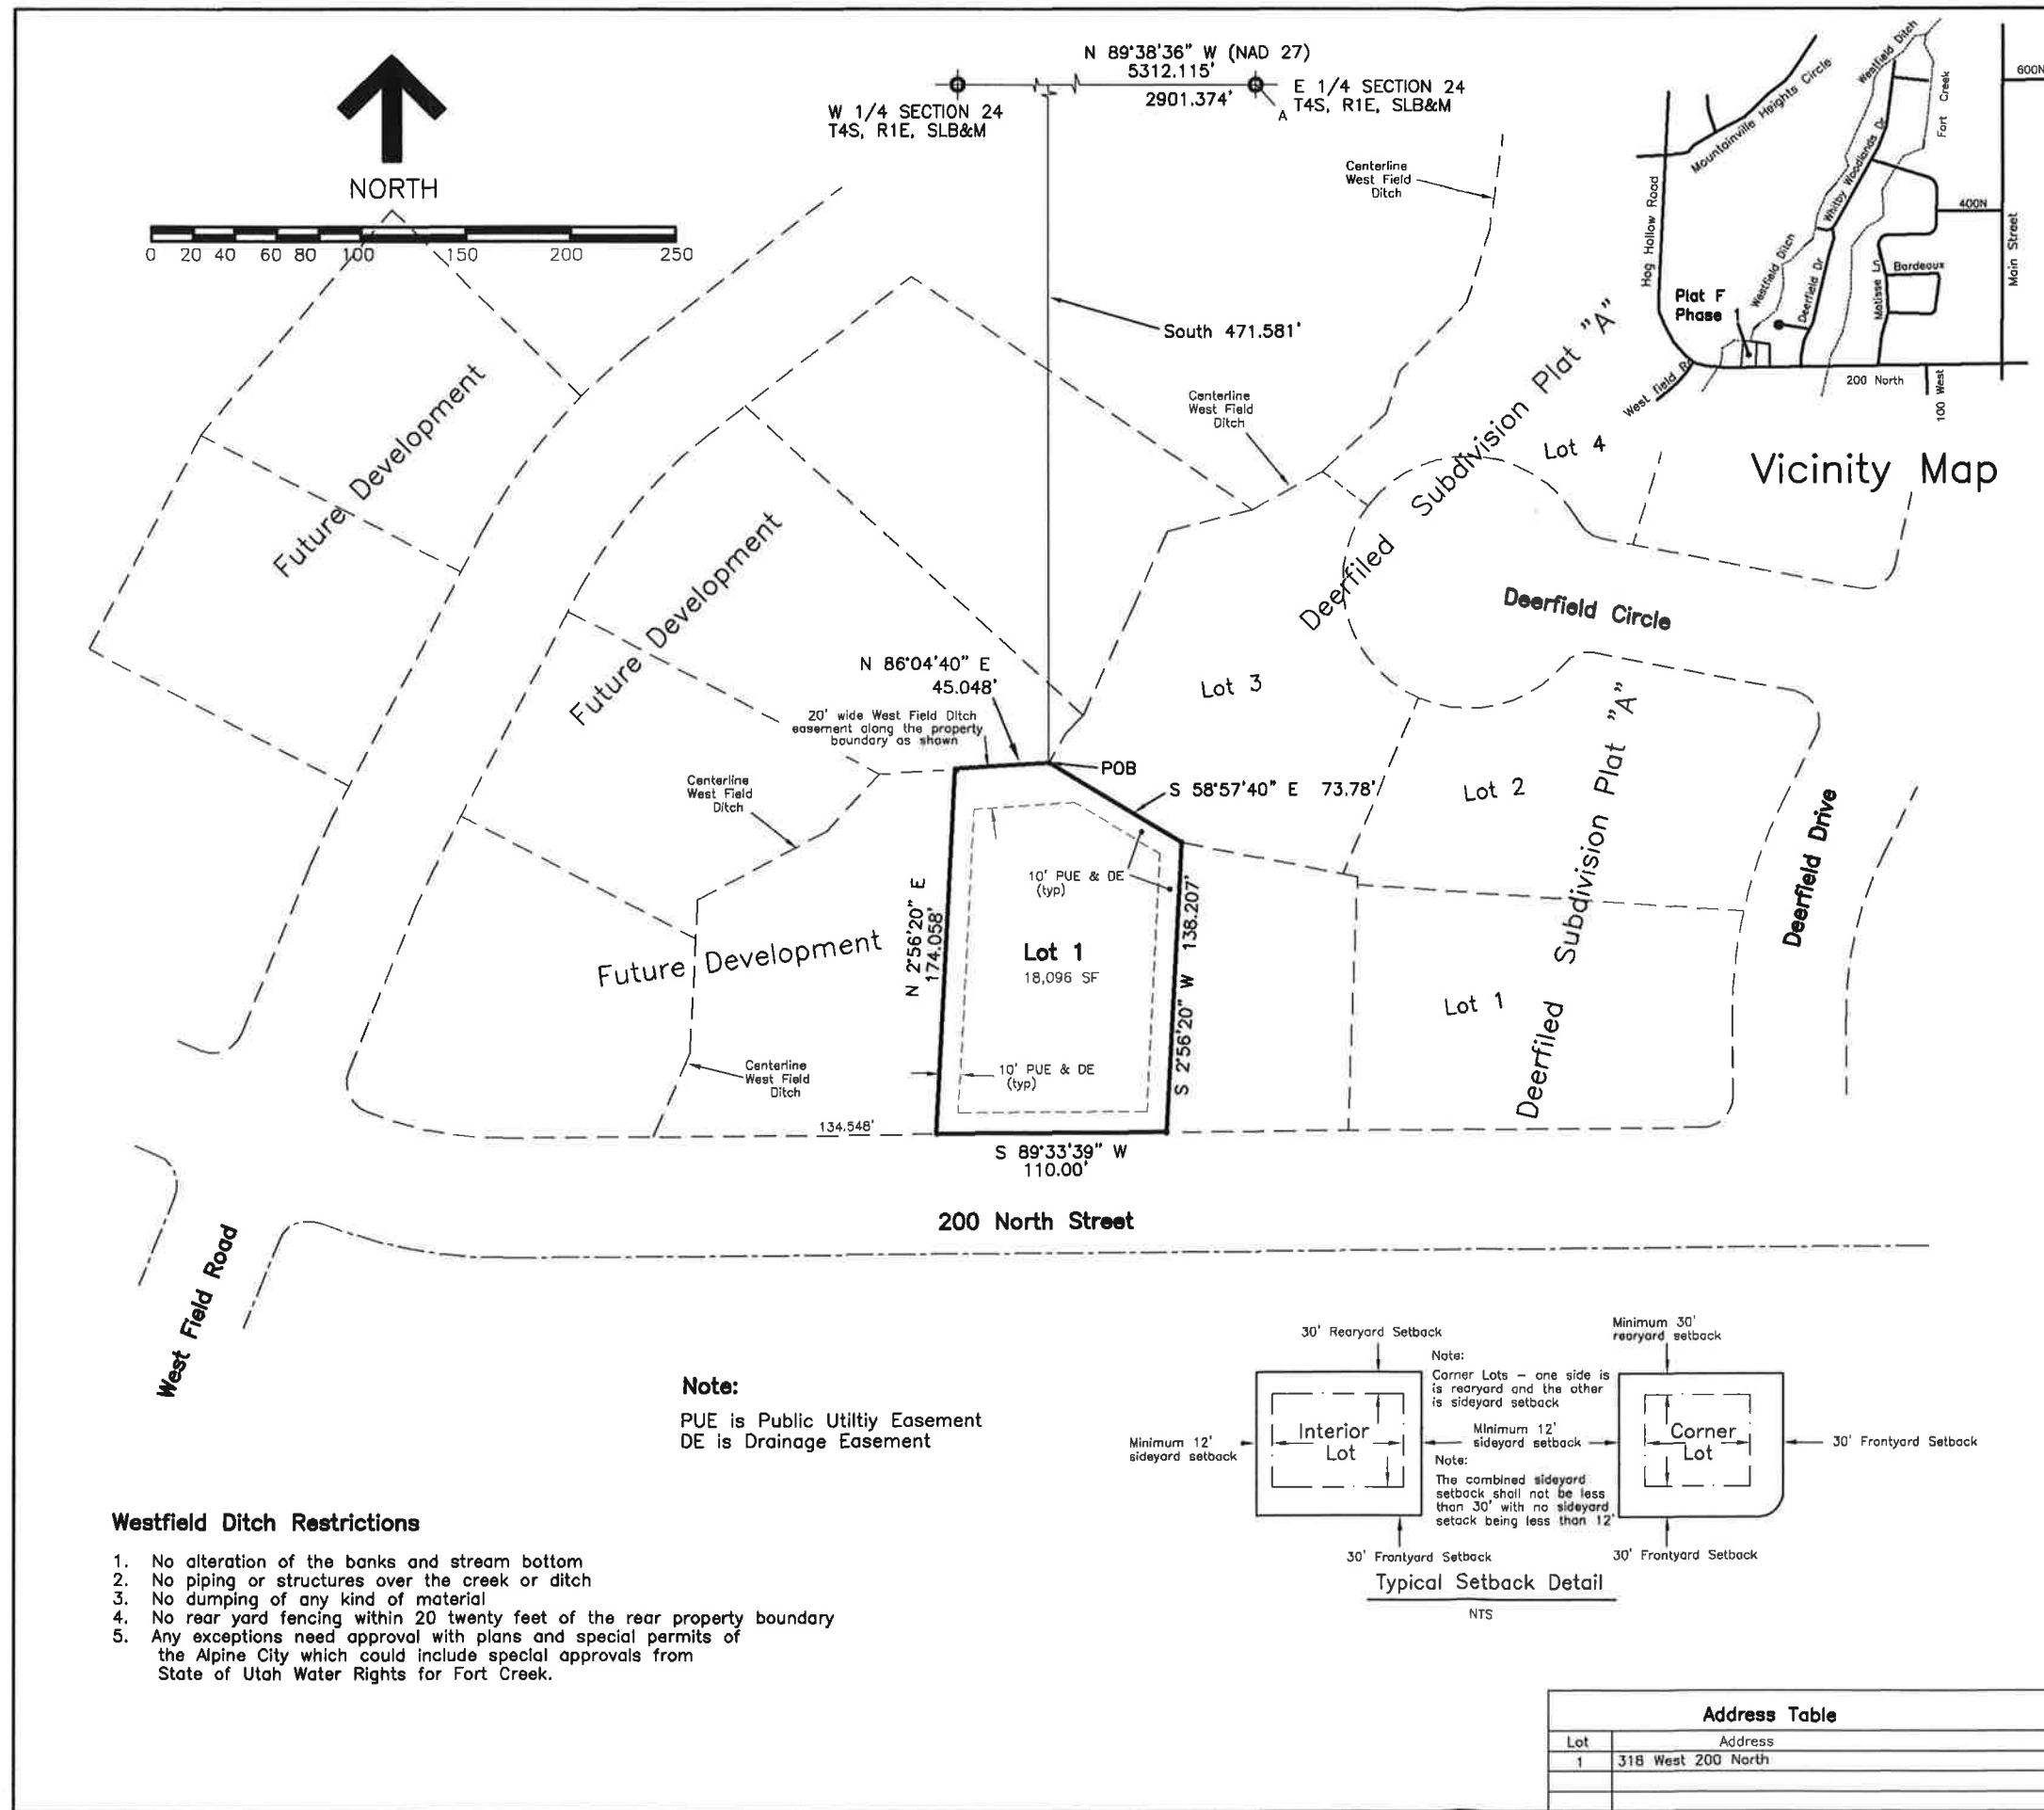 N 89°38'36" W (NAD 27)
5312.115'
2901.374'
W 1/4 SECTION 24
T4S, R1E, SLB&M
E 1/4 SECTION 24
T4S, R1E, SLB&M
A
NORTH
0 20 40 60 80 100 150 200 250
Centerline
West Field
Ditch
South 471.581'
Centerline
West Field
Ditch
Mountainville Heights Circle
Westfield Ditch
Fort Creek
600N
Hog Hollow Road
Whitby Woodlands Dr
400N
Main Street
Westfield Ditch
Deerfield Dr
Matisse Ln
Bordeaux
Plat F
Phase 1
West field Rd
200 North
100 West
Vicinity Map
Future Development
Future Development
Deerfiled Subdivision Plat "A"
Lot 4
Deerfield Circle
N 86°04'40" E
45.048'
Lot 3
20' wide West Field Ditch
easement along the property
boundary as shown
POB
S 58°57'40" E 73.78'
Lot 2
Centerline
West Field
Ditch
Deerfield Drive
10' PUE & DE
(typ)
N 2°56'20" E
174.058'
S 2°56'20" W 138.207'
Lot 1
18,096 SF
Future Development
Lot 1
Deerfiled Subdivision Plat "A"
Centerline
West Field
Ditch
10' PUE & DE
(typ)
134.548'
S 89°33'39" W
110.00'
200 North Street
West Field Road
Note:
PUE is Public Utiltiy Easement
DE is Drainage Easement
30' Rearyard Setback
Minimum 30'
rearyard setback
Note:
Corner Lots - one side is
is rearyard and the other
is sideyard setback
Interior
Lot
Corner
Lot
Minimum 12'
sideyard setback
Minimum 12'
sideyard setback
30' Frontyard Setback
Note:
The combined sideyard
setback shall not be less
than 30' with no sideyard
setack being less than 12'
30' Frontyard Setback
30' Frontyard Setback
Typical Setback Detail
NTS
Westfield Ditch Restrictions
1. No alteration of the banks and stream bottom
2. No piping or structures over the creek or ditch
3. No dumping of any kind of material
4. No rear yard fencing within 20 twenty feet of the rear property boundary
5. Any exceptions need approval with plans and special permits of
the Alpine City which could include special approvals from
State of Utah Water Rights for Fort Creek.
Address Table
Lot Address
1 318 West 200 North